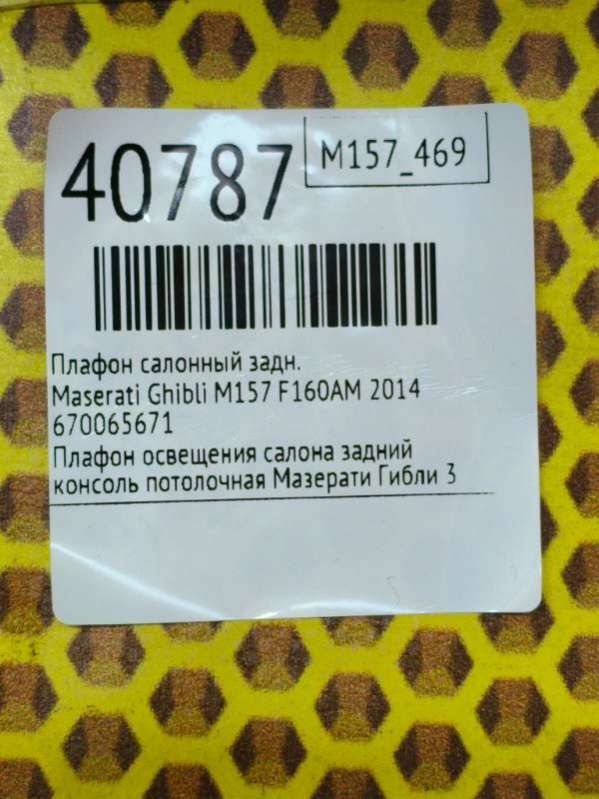 40787
M157_469
Плафон салонный задн.
Maserati Ghibli M157 F160AM 2014
670065671
Плафон освещения салона задний
консоль потолочная Мазерати Гибли 3